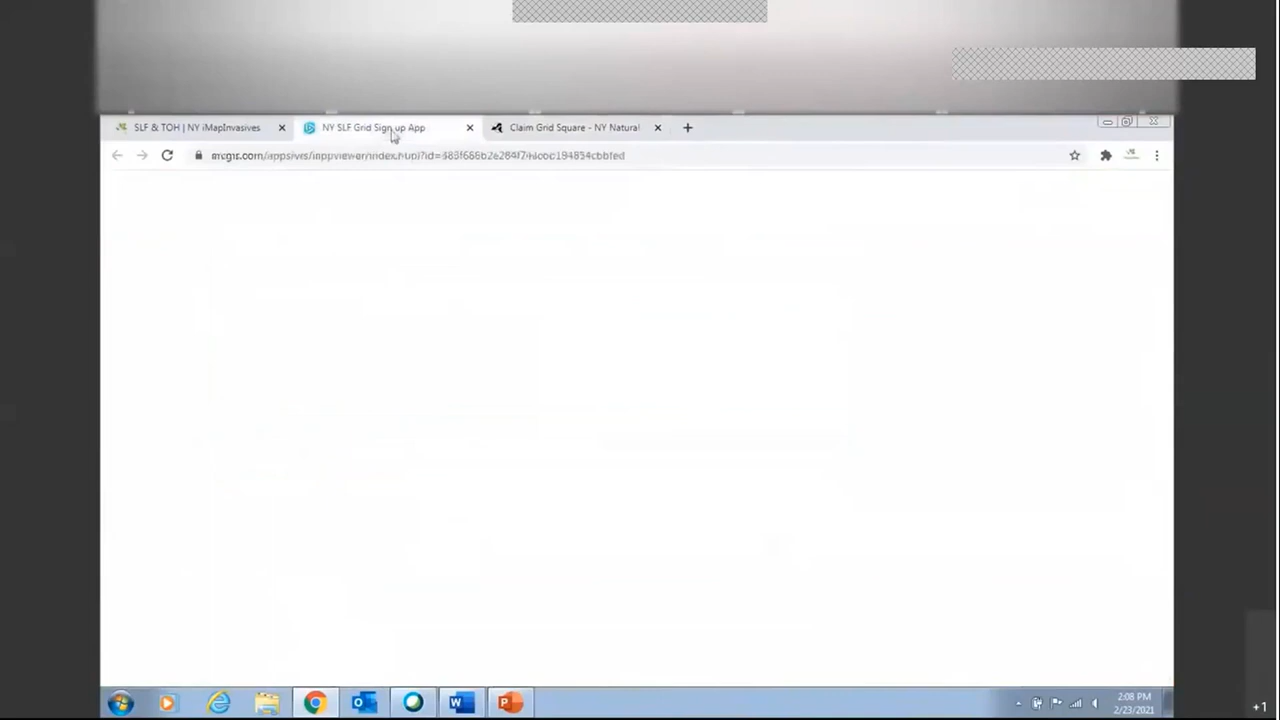 SLF & TOH | NY iMapInvasives
NY SLF Grid Sign up App
Claim Grid Square - NY Natural
2:08 PM
2/23/2021
+1